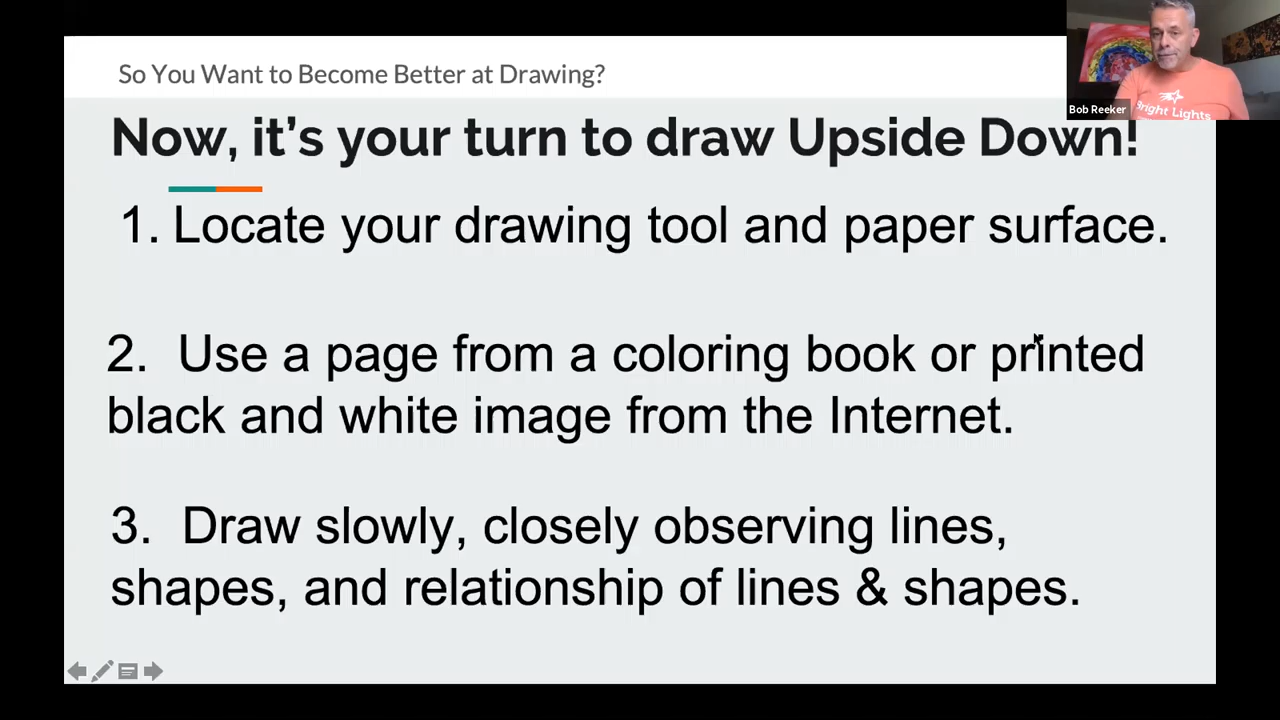 So You Want to Become Better at Drawing?
Now, it's your turn to draw Upside Down!
1. Locate your drawing tool and paper surface.
2. Use a page from a coloring book or printed
black and white image from the Internet.
3. Draw slowly, closely observing lines,
shapes, and relationship of lines & shapes.
Bob Reeker
Bright Lights